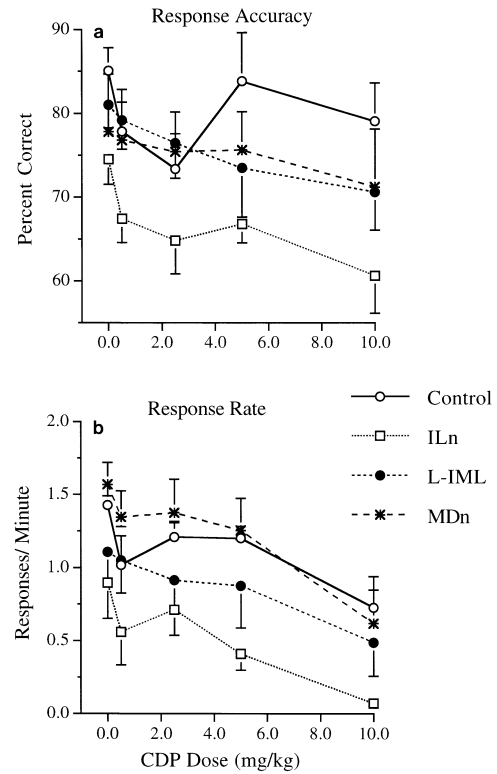 Response Accuracy
a
90
80
70
60
Percent Correct
0.0 2.0 4.0 6.0 8.0 10.0
Control
ILn
L-IML
MDn
Response Rate
b
2.0
1.5
1.0
0.5
0.0
Responses/ Minute
0.0 2.0 4.0 6.0 8.0 10.0
CDP Dose (mg/kg)